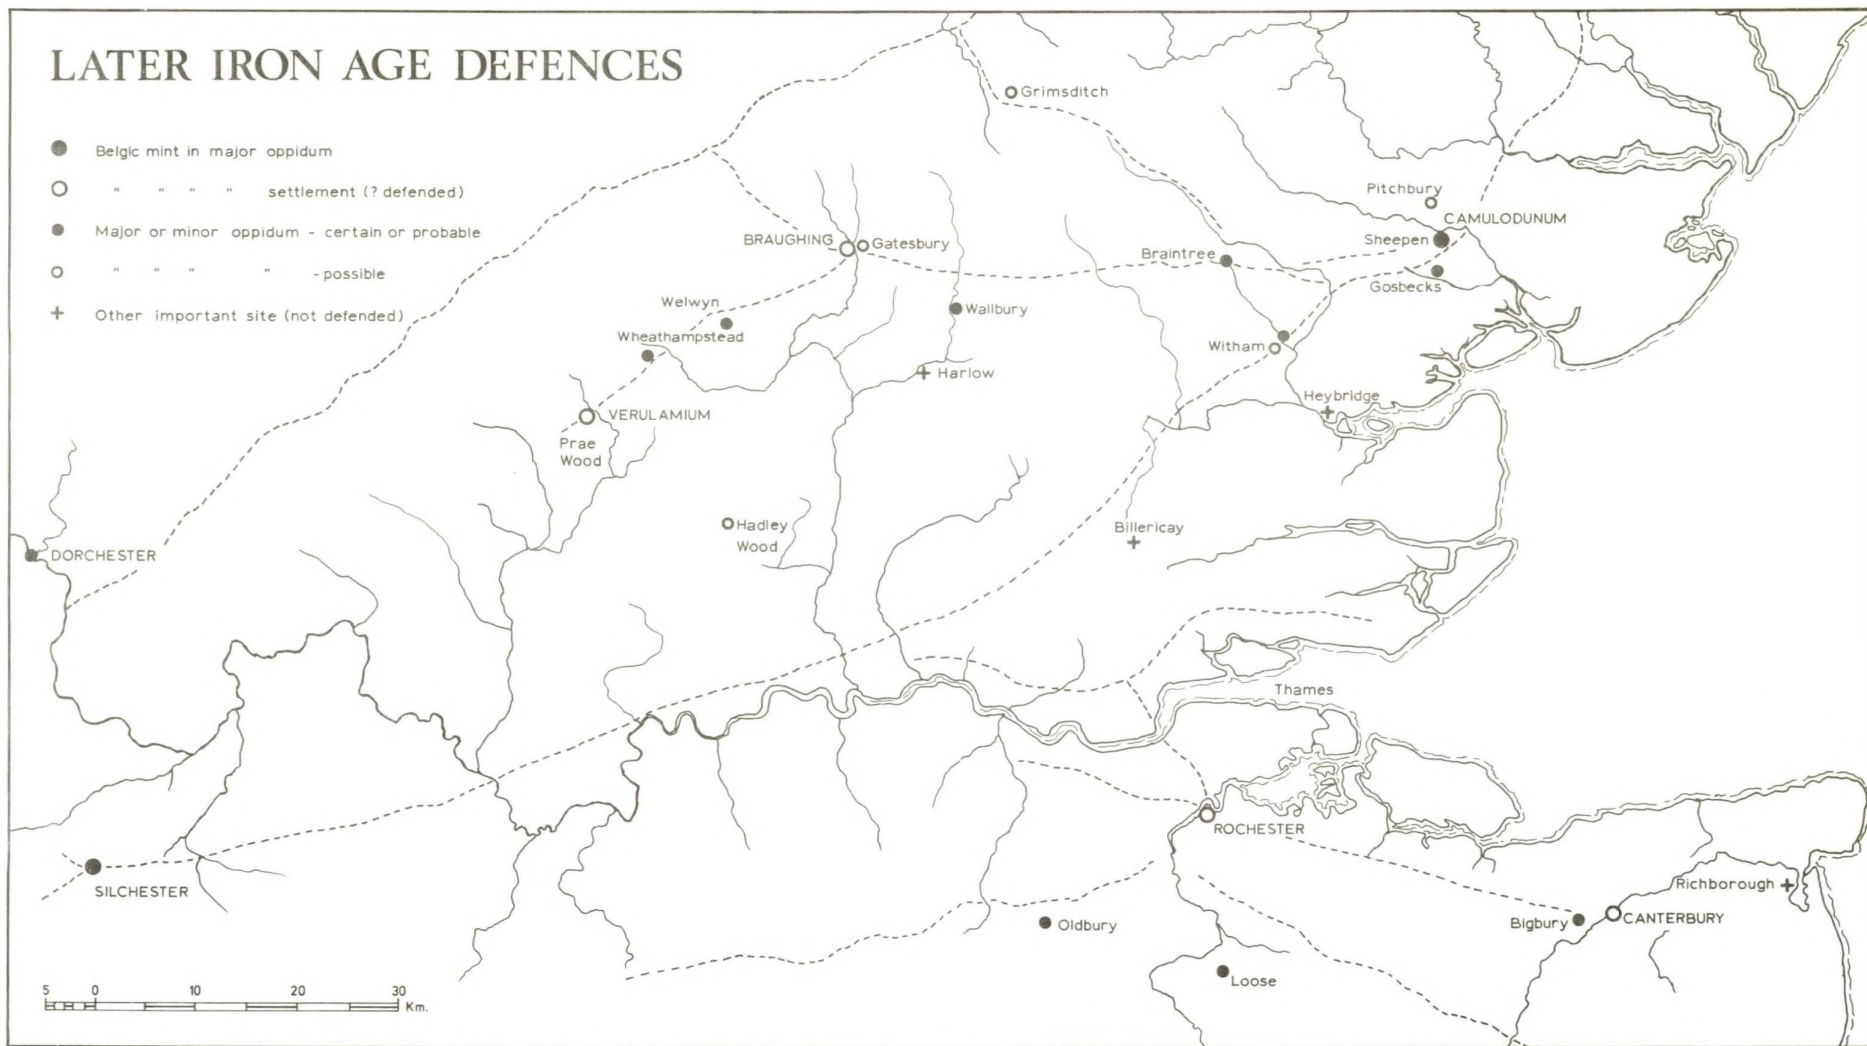 LATER IRON AGE DEFENCES
Belgic mint in major oppidum
" " " " settlement (? defended)
Major or minor oppidum - certain or probable
" " " " - possible
Other important site (not defended)
Grimsditch
Pitchbury
CAMULODUNUM
Sheepen
BRAUGHING
Gatesbury
Braintree
Gosbecks
Welwyn
Wallbury
Wheathampstead
Witham
Harlow
Heybridge
VERULAMIUM
Prae
Wood
Hadley
Wood
Billericay
DORCHESTER
Thames
ROCHESTER
SILCHESTER
Richborough
Oldbury
Bigbury
CANTERBURY
Loose
5 0 10 20 30
Km.